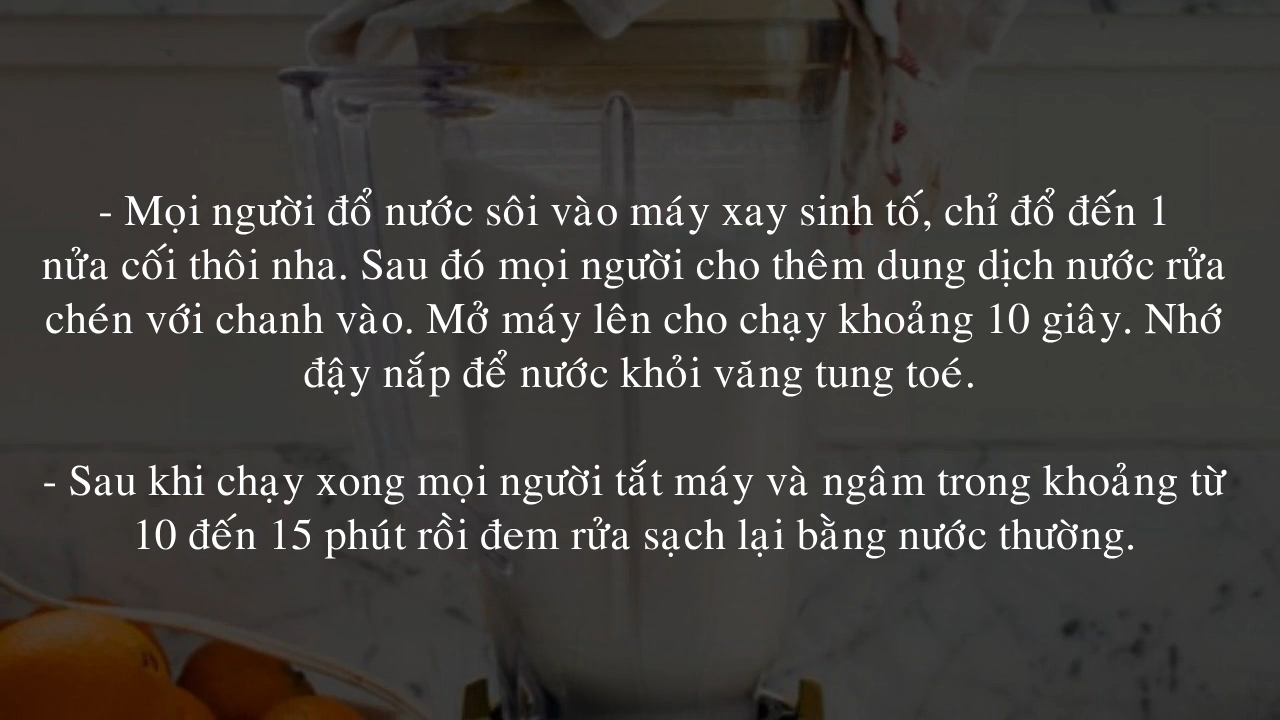 - Mọi người đổ nước sôi vào máy xay sinh tố, chỉ đổ đến 1
nửa cối thôi nha. Sau đó mọi người cho thêm dung dịch nước rửa
chén với chanh vào. Mở máy lên cho chạy khoảng 10 giây. Nhớ
đậy nắp để nước khỏi văng tung toé.
- Sau khi chạy xong mọi người tắt máy và ngâm trong khoảng từ
10 đến 15 phút rồi đem rửa sạch lại bằng nước thường.